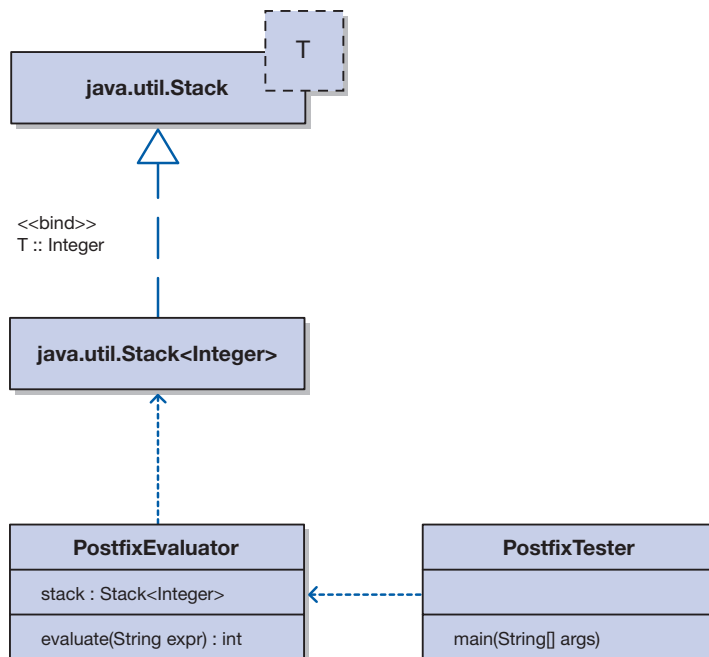 T
java.util.Stack
<<bind>>
T :: Integer
java.util.Stack<Integer>
PostfixEvaluator
stack : Stack<Integer>
evaluate(String expr) : int
PostfixTester
main(String[] args)